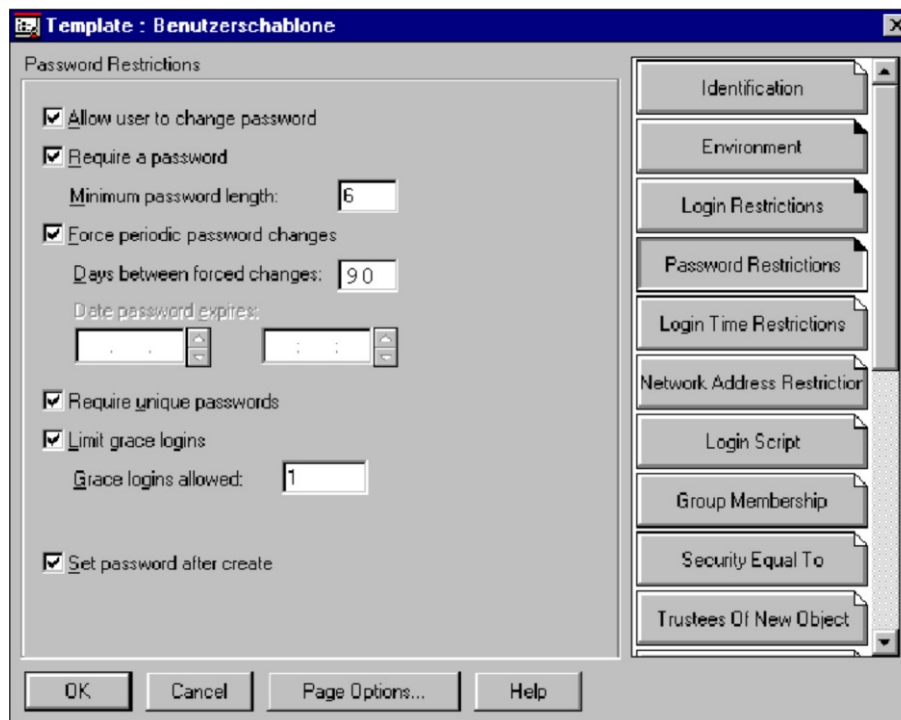 Template : Benutzerschablone
Password Restrictions
Allow user to change password
Require a password
Minimum password length: 6
Force periodic password changes
Days between forced changes: 90
Date password expires:
. . : :
Require unique passwords
Limit grace logins
Grace logins allowed: 1
Set password after create
Identification
Environment
Login Restrictions
Password Restrictions
Login Time Restrictions
Network Address Restriction
Login Script
Group Membership
Security Equal To
Trustees Of New Object
OK Cancel Page Options... Help